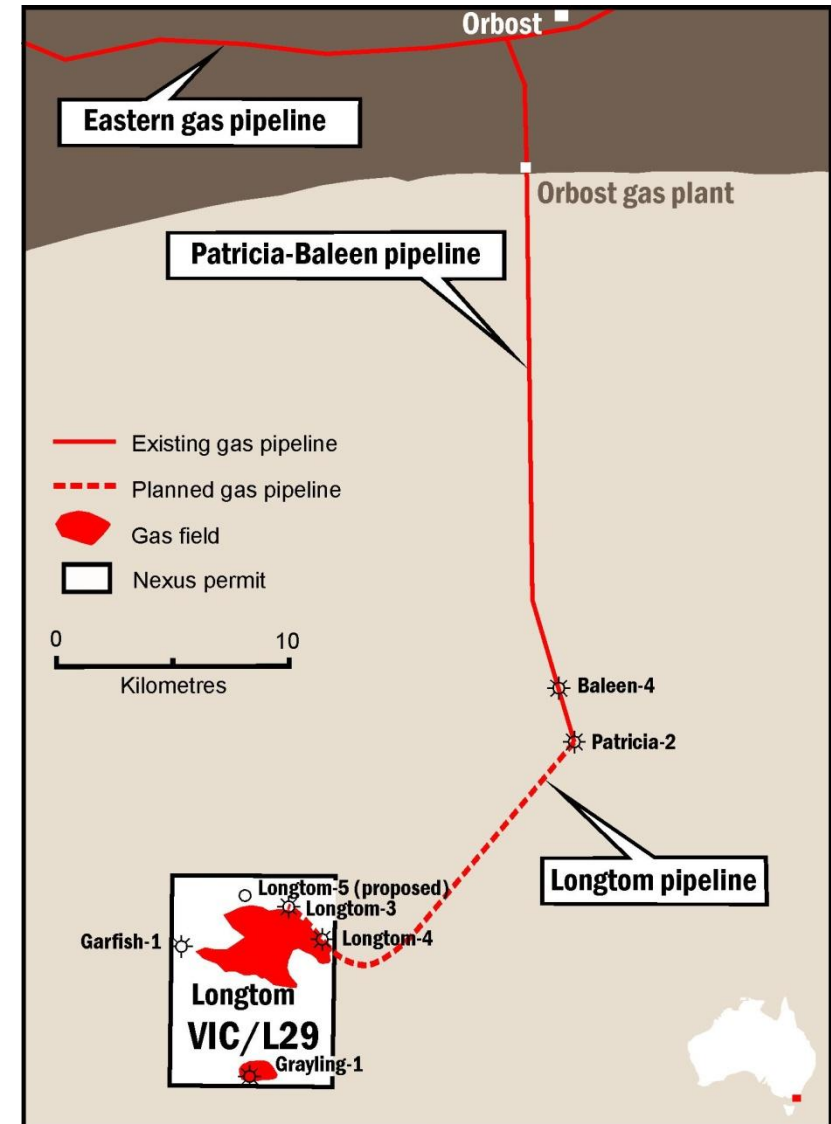 Orbost
Eastern gas pipeline
Orbost gas plant
Patricia-Baleen pipeline
Existing gas pipeline
Planned gas pipeline
Gas field
Nexus permit
0 10
Kilometres
Baleen-4
Patricia-2
Longtom pipeline
Longtom-5 (proposed)
Longtom-3
Garfish-1
Longtom-4
Longtom
VIC/L29
Grayling-1